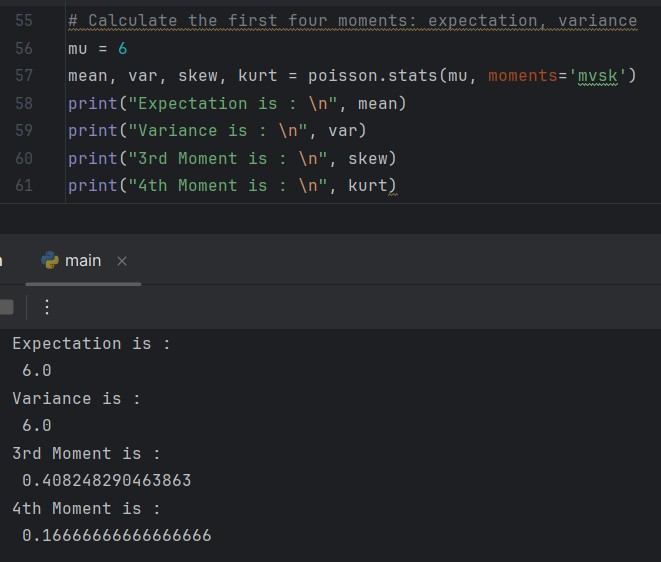 55 # Calculate the first four moments: expectation, variance
56 mu = 6
57 mean, var, skew, kurt = poisson.stats(mu, moments='mvsk')
58 print("Expectation is : \n", mean)
59 print("Variance is : \n", var)
60 print("3rd Moment is : \n", skew)
61 print("4th Moment is : \n", kurt)
main ×
Expectation is :
6.0
Variance is :
6.0
3rd Moment is :
0.408248290463863
4th Moment is :
0.16666666666666666